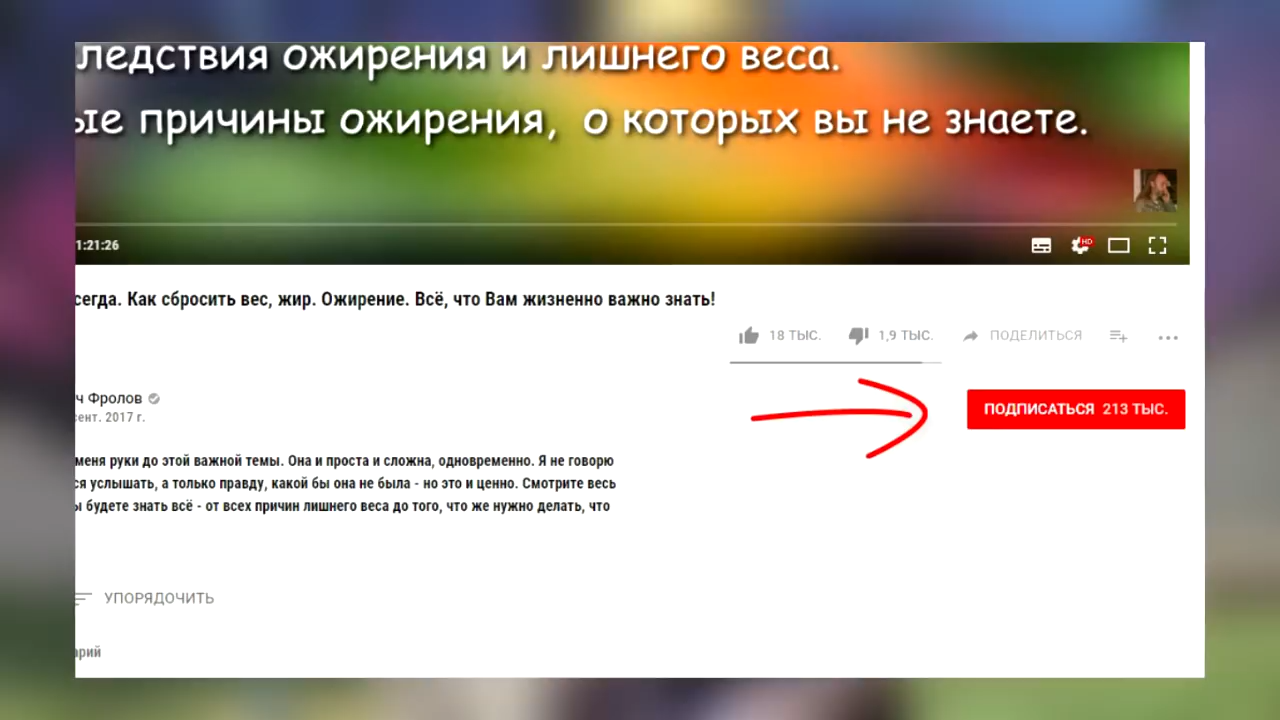 ледствия ожирения и лишнего веса.
ые причины ожирения, о которых вы не знаете.
1:21:26
HD
сегда. Как сбросить вес, жир. Ожирение. Всё, что Вам жизненно важно знать!
18 ТЫС. 1,9 ТЫС. ПОДЕЛИТЬСЯ
ч Фролов
сент. 2017 г.
ПОДПИСАТЬСЯ 213 ТЫС.
меня руки до этой важной темы. Она и проста и сложна, одновременно. Я не говорю
ся услышать, а только правду, какой бы она не была - но это и ценно. Смотрите весь
ы будете знать всё - от всех причин лишнего веса до того, что же нужно делать, что
УПОРЯДОЧИТЬ
арий